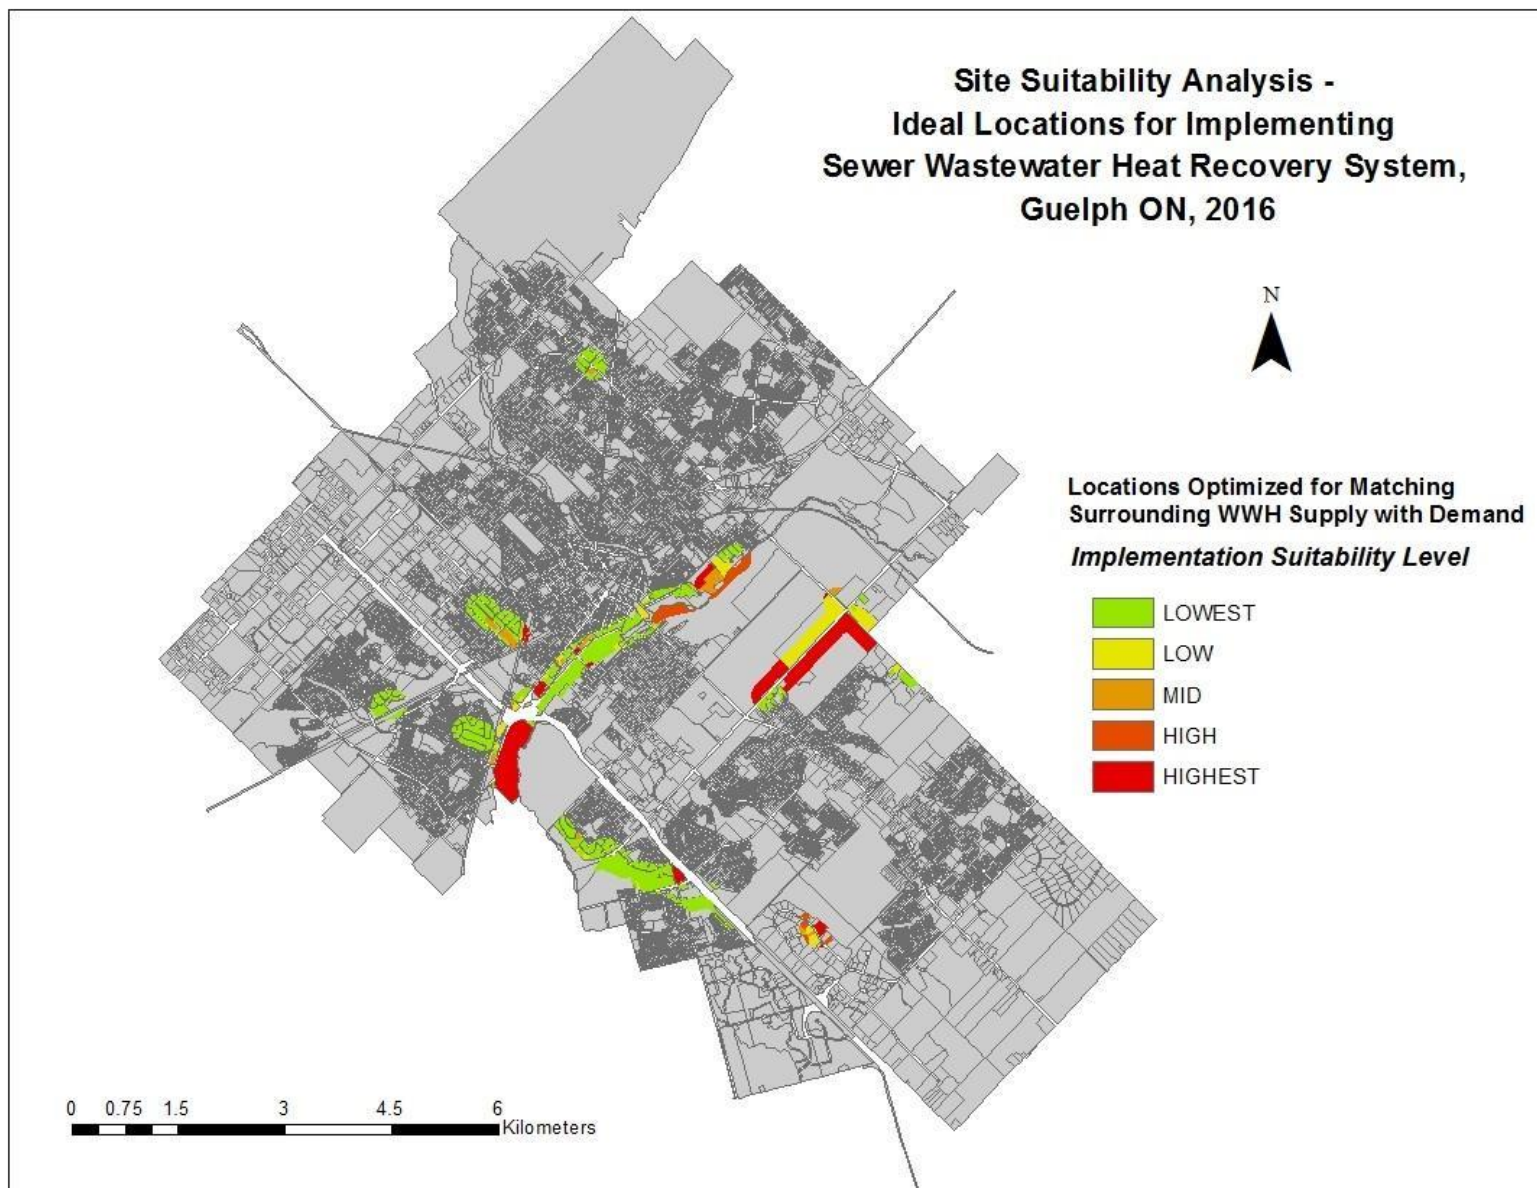 Site Suitability Analysis -
Ideal Locations for Implementing
Sewer Wastewater Heat Recovery System,
Guelph ON, 2016
N
Locations Optimized for Matching
Surrounding WWH Supply with Demand
Implementation Suitability Level
LOWEST
LOW
MID
HIGH
HIGHEST
0 0.75 1.5 3 4.5 6
Kilometers